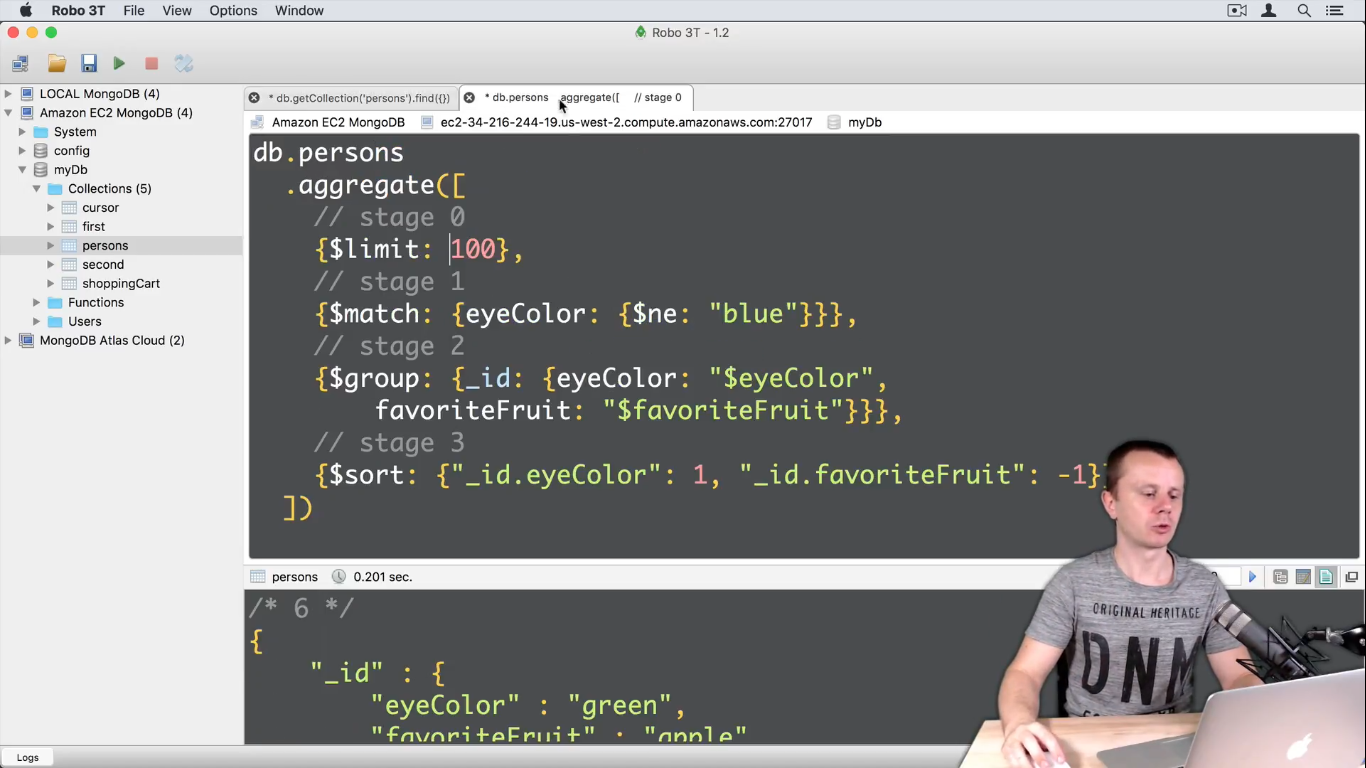 Robo 3T File View Options Window
Robo 3T - 1.2
LOCAL MongoDB (4)
Amazon EC2 MongoDB (4)
System
config
myDb
Collections (5)
cursor
first
persons
second
shoppingCart
Functions
Users
MongoDB Atlas Cloud (2)
* db.getCollection('persons').find({}) * db.persons aggregate([ // stage 0
Amazon EC2 MongoDB ec2-34-216-244-19.us-west-2.compute.amazonaws.com:27017 myDb
db.persons
.aggregate([
// stage 0
{$limit: 100},
// stage 1
{$match: {eyeColor: {$ne: "blue"}}},
// stage 2
{$group: {_id: {eyeColor: "$eyeColor",
favoriteFruit: "$favoriteFruit"}}},
// stage 3
{$sort: {"_id.eyeColor": 1, "_id.favoriteFruit": -1}}
])
persons 0.201 sec.
/* 6 */
{
"_id" : {
"eyeColor" : "green",
"favoriteFruit" : "apple"
ORIGINAL HERITAGE
DNM
Logs